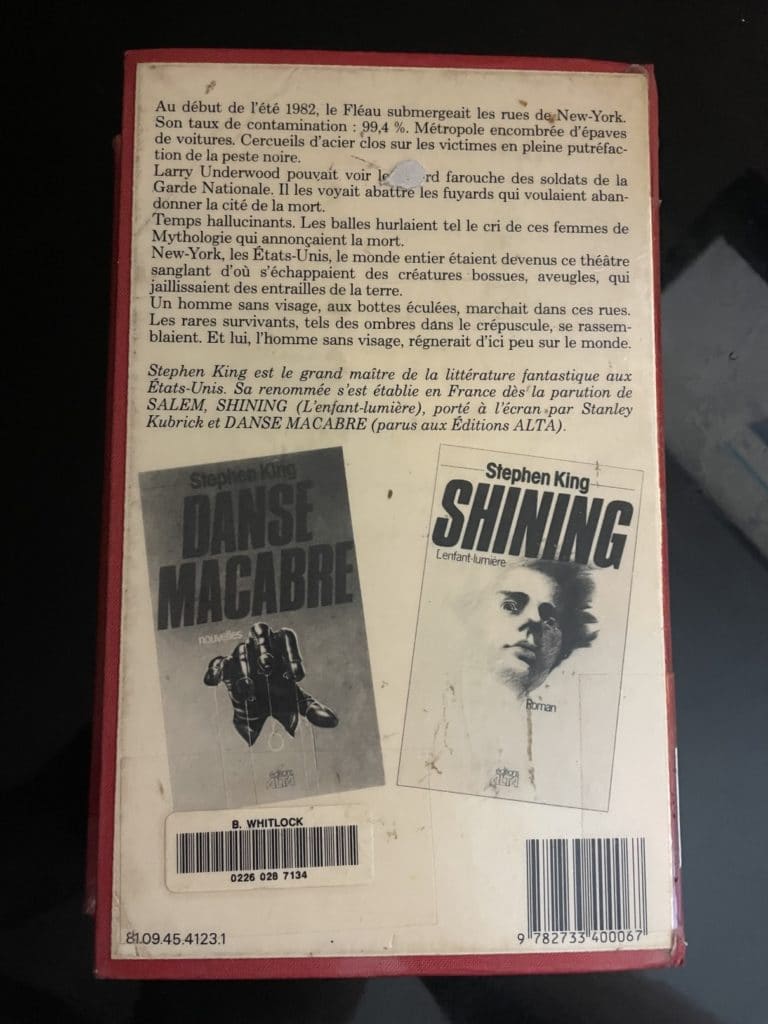 Au début de l'été 1982, le Fléau submergeait les rues de New-York.
Son taux de contamination : 99,4 %. Métropole encombrée d'épaves
de voitures. Cercueils d'acier clos sur les victimes en pleine putréfac-
tion de la peste noire.
Larry Underwood pouvait voir le rd farouche des soldats de la
Garde Nationale. Il les voyait abattre les fuyards qui voulaient aban-
donner la cité de la mort.
Temps hallucinants. Les balles hurlaient tel le cri de ces femmes de
Mythologie qui annonçaient la mort.
New-York, les États-Unis, le monde entier étaient devenus ce théâtre
sanglant d'où s'échappaient des créatures bossues, aveugles, qui
jaillissaient des entrailles de la terre.
Un homme sans visage, aux bottes éculées, marchait dans ces rues.
Les rares survivants, tels des ombres dans le crépuscule, se rassem-
blaient. Et lui, l'homme sans visage, régnerait d'ici peu sur le monde.
Stephen King est le grand maître de la littérature fantastique aux
États-Unis. Sa renommée s'est établie en France dès la parution de
SALEM, SHINING (L'enfant-lumière), porté à l'écran par Stanley
Kubrick et DANSE MACABRE (parus aux Éditions ALTA).
Stephen King
DANSE
MACABRE
nouvelles
éditions
ALTA
Stephen King
SHINING
L'enfant-lumière
Roman
éditions
ALTA
B. WHITLOCK
0226 028 7134
81.09.45.4123.1
9 782733 400067